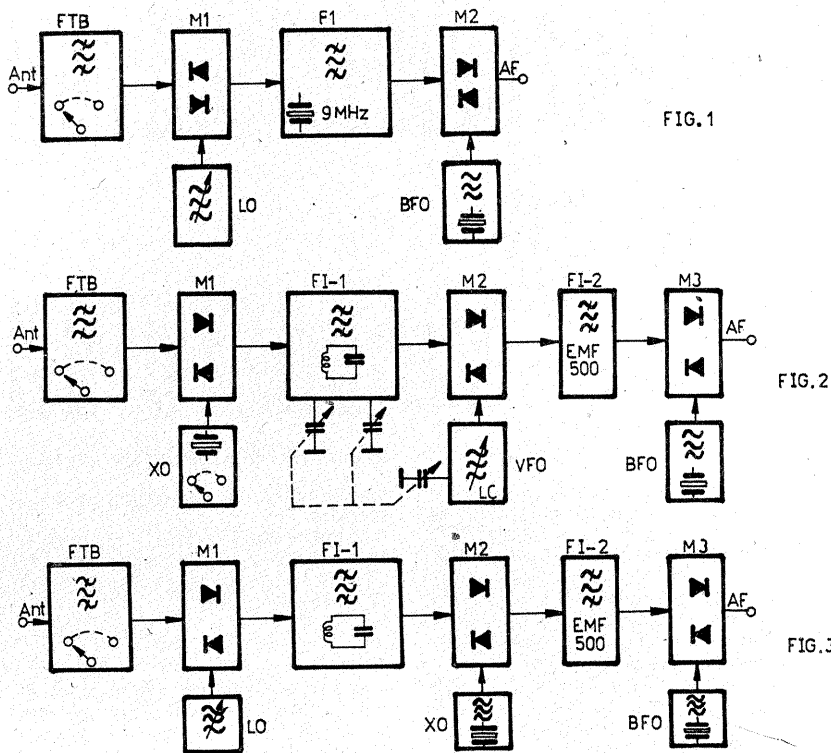 FTB M1 F1 M2
Ant AF
9MHz
FIG.1
LO BFO
FTB M1 FI-1 M2 FI-2 M3
Ant AF
EMF
500
FIG.2
XO VFO BFO
LC
FTB M1 FI-1 M2 FI-2 M3
Ant AF
EMF
500
FIG.3
LO XO BFO